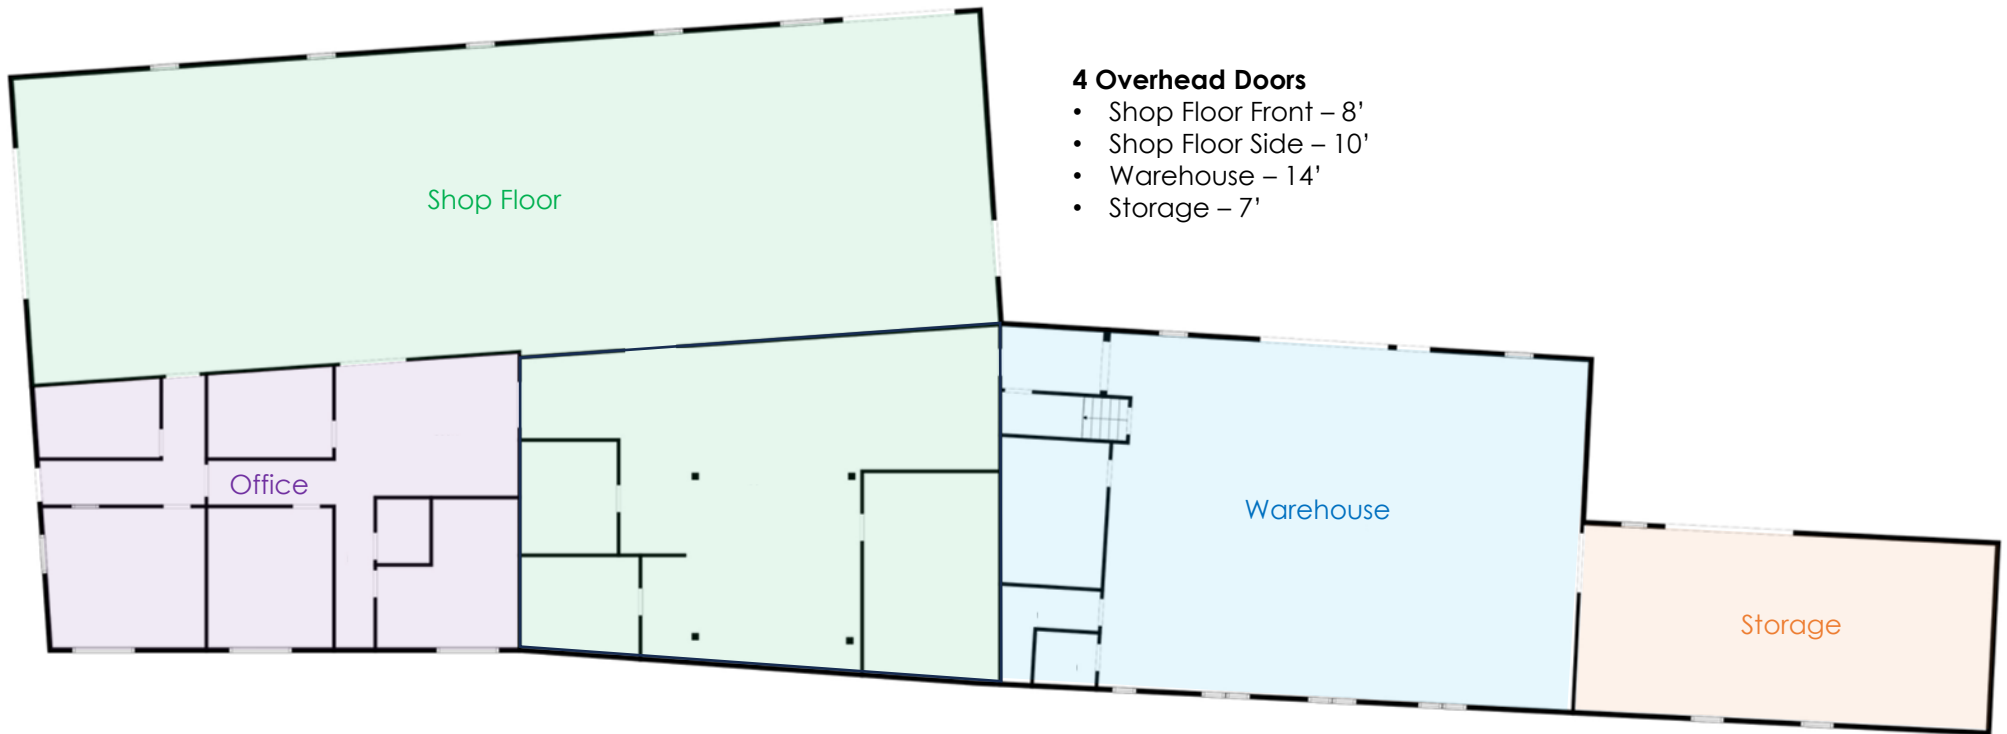 4 Overhead Doors
• Shop Floor Front – 8’
• Shop Floor Side – 10’
• Warehouse – 14’
• Storage – 7’
Shop Floor
Office
Warehouse
Storage